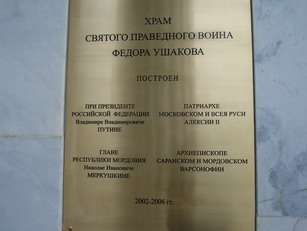 ХРАМ
СВЯТОГО ПРАВЕДНОГО ВОИНА
ФЕДОРА УШАКОВА
ПОСТРОЕН
ПРИ ПРЕЗИДЕНТЕ
РОССИЙСКОЙ ФЕДЕРАЦИИ
Владимире Владимировиче
ПУТИНЕ
ПАТРИАРХЕ
МОСКОВСКОМ И ВСЕЯ РУСИ
АЛЕКСИИ II
ГЛАВЕ
РЕСПУБЛИКИ МОРДОВИЯ
Николае Ивановиче
МЕРКУШКИНЕ
АРХИЕПИСКОПЕ
САРАНСКОМ И МОРДОВСКОМ
ВАРСОНОФИИ
2002-2006 гг.